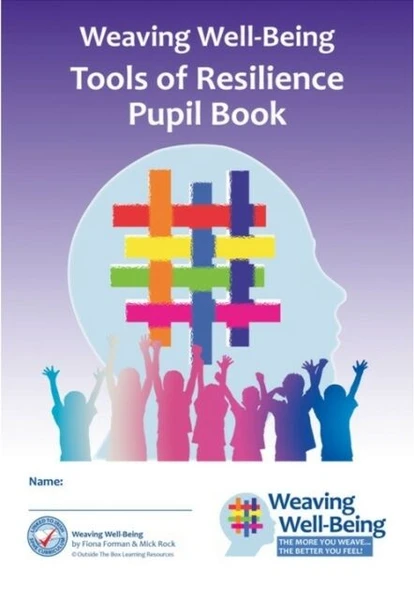 Weaving Well-Being
Tools of Resilience
Pupil Book
Name:
Weaving Well-Being
by Fiona Forman & Mick Rock
© Outside The Box Learning Resources
Weaving
Well-Being
THE MORE YOU WEAVE...
THE BETTER YOU FEEL!